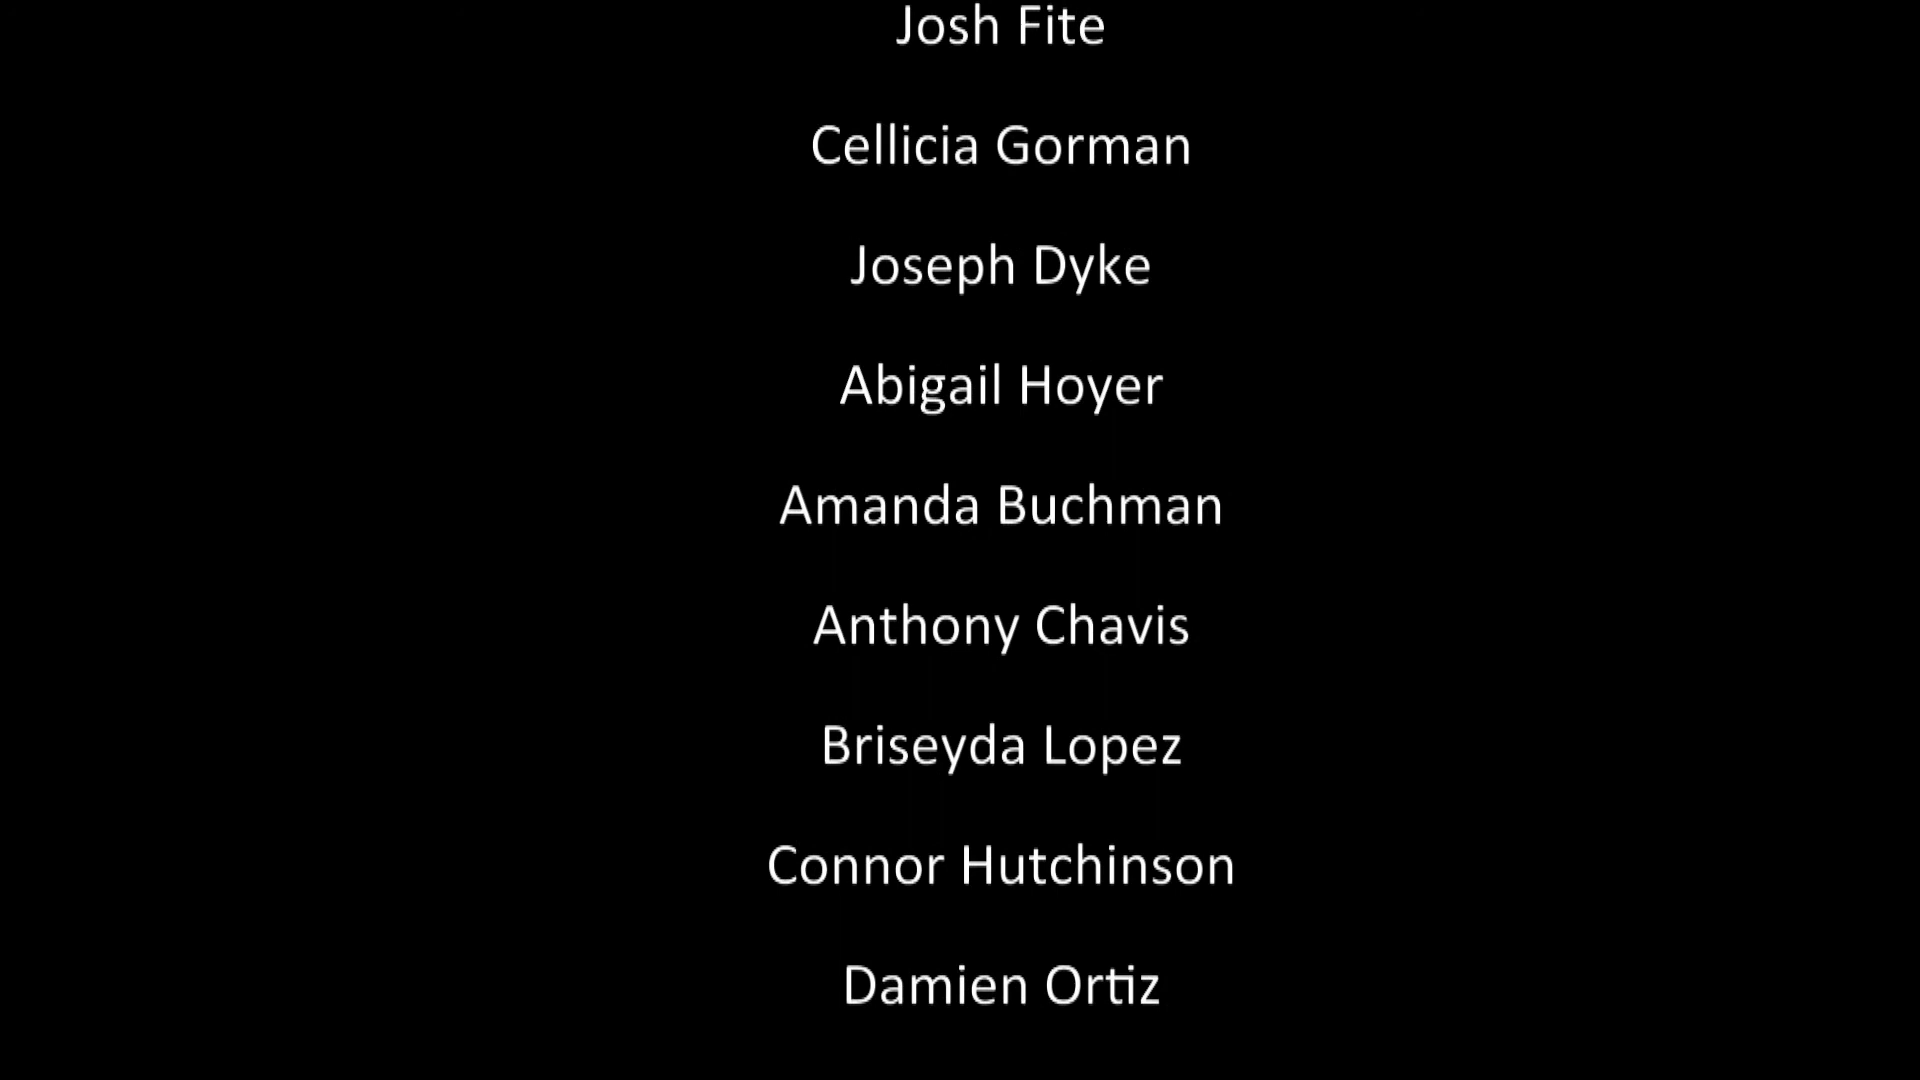 Josh Fite
Cellicia Gorman
Joseph Dyke
Abigail Hoyer
Amanda Buchman
Anthony Chavis
Briseyda Lopez
Connor Hutchinson
Damien Ortiz